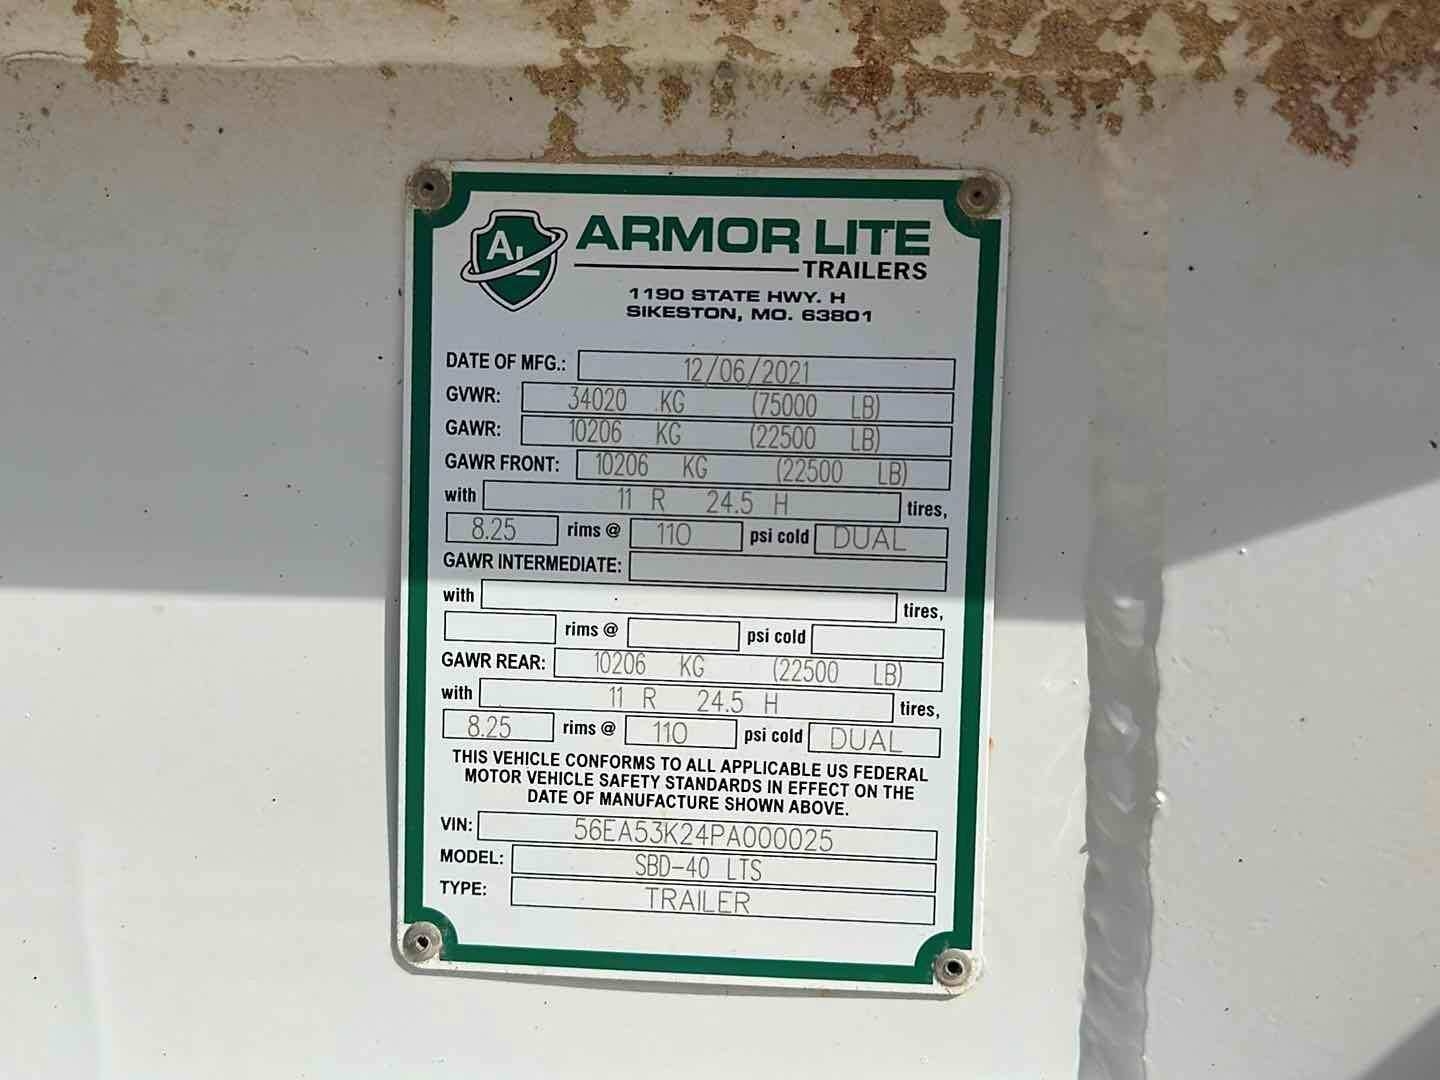 AL
ARMOR LITE
TRAILERS
1190 STATE HWY. H
SIKESTON, MO. 63801
DATE OF MFG.: 12/06/2021
GVWR: 34020 KG (75000 LB)
GAWR: 10206 KG (22500 LB)
GAWR FRONT: 10206 KG (22500 LB)
with 11 R 24.5 H tires,
8.25 rims @ 110 psi cold DUAL
GAWR INTERMEDIATE:
with tires,
rims @ psi cold
GAWR REAR: 10206 KG (22500 LB)
with 11 R 24.5 H tires,
8.25 rims @ 110 psi cold DUAL
THIS VEHICLE CONFORMS TO ALL APPLICABLE US FEDERAL
MOTOR VEHICLE SAFETY STANDARDS IN EFFECT ON THE
DATE OF MANUFACTURE SHOWN ABOVE.
VIN: 56EA53K24PA000025
MODEL: SBD-40 LTS
TYPE: TRAILER